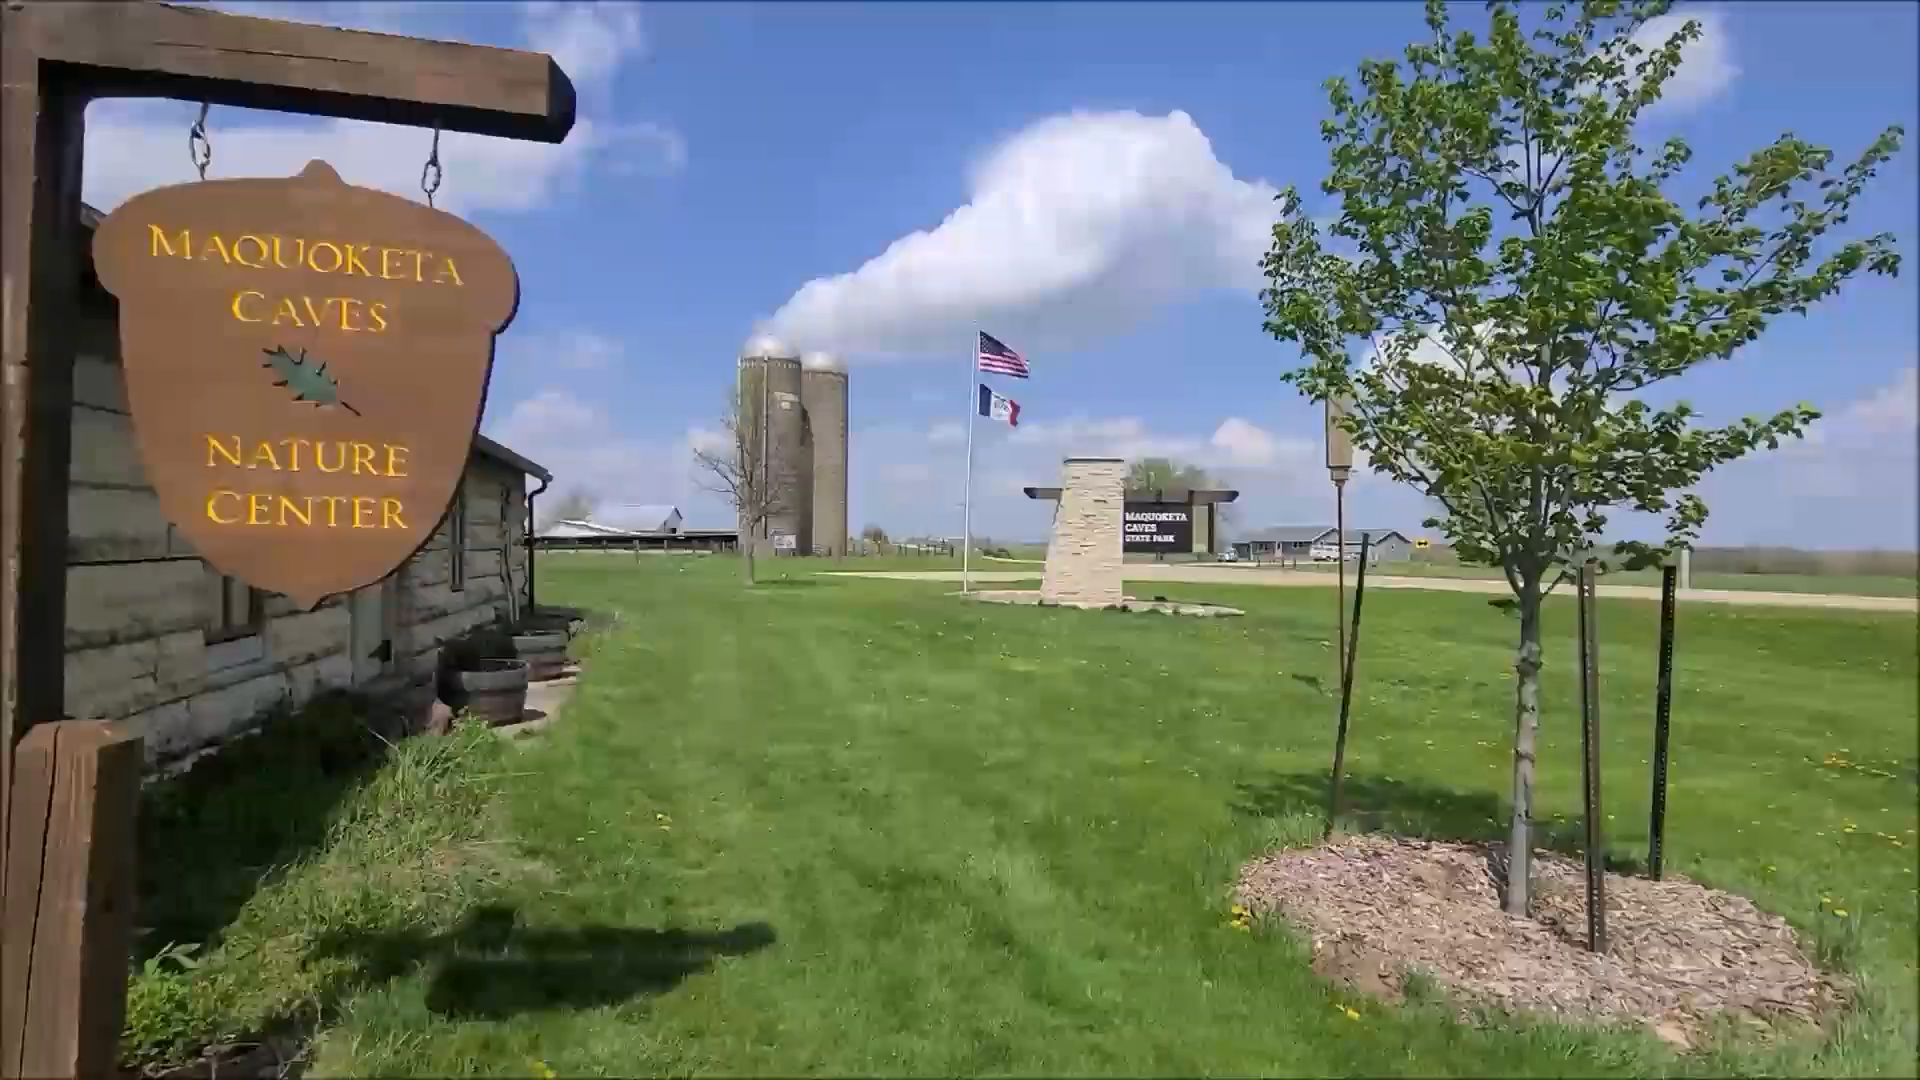 MAQUOKETA
CAVES
NATURE
CENTER
MAQUOKETA
CAVES
STATE PARK